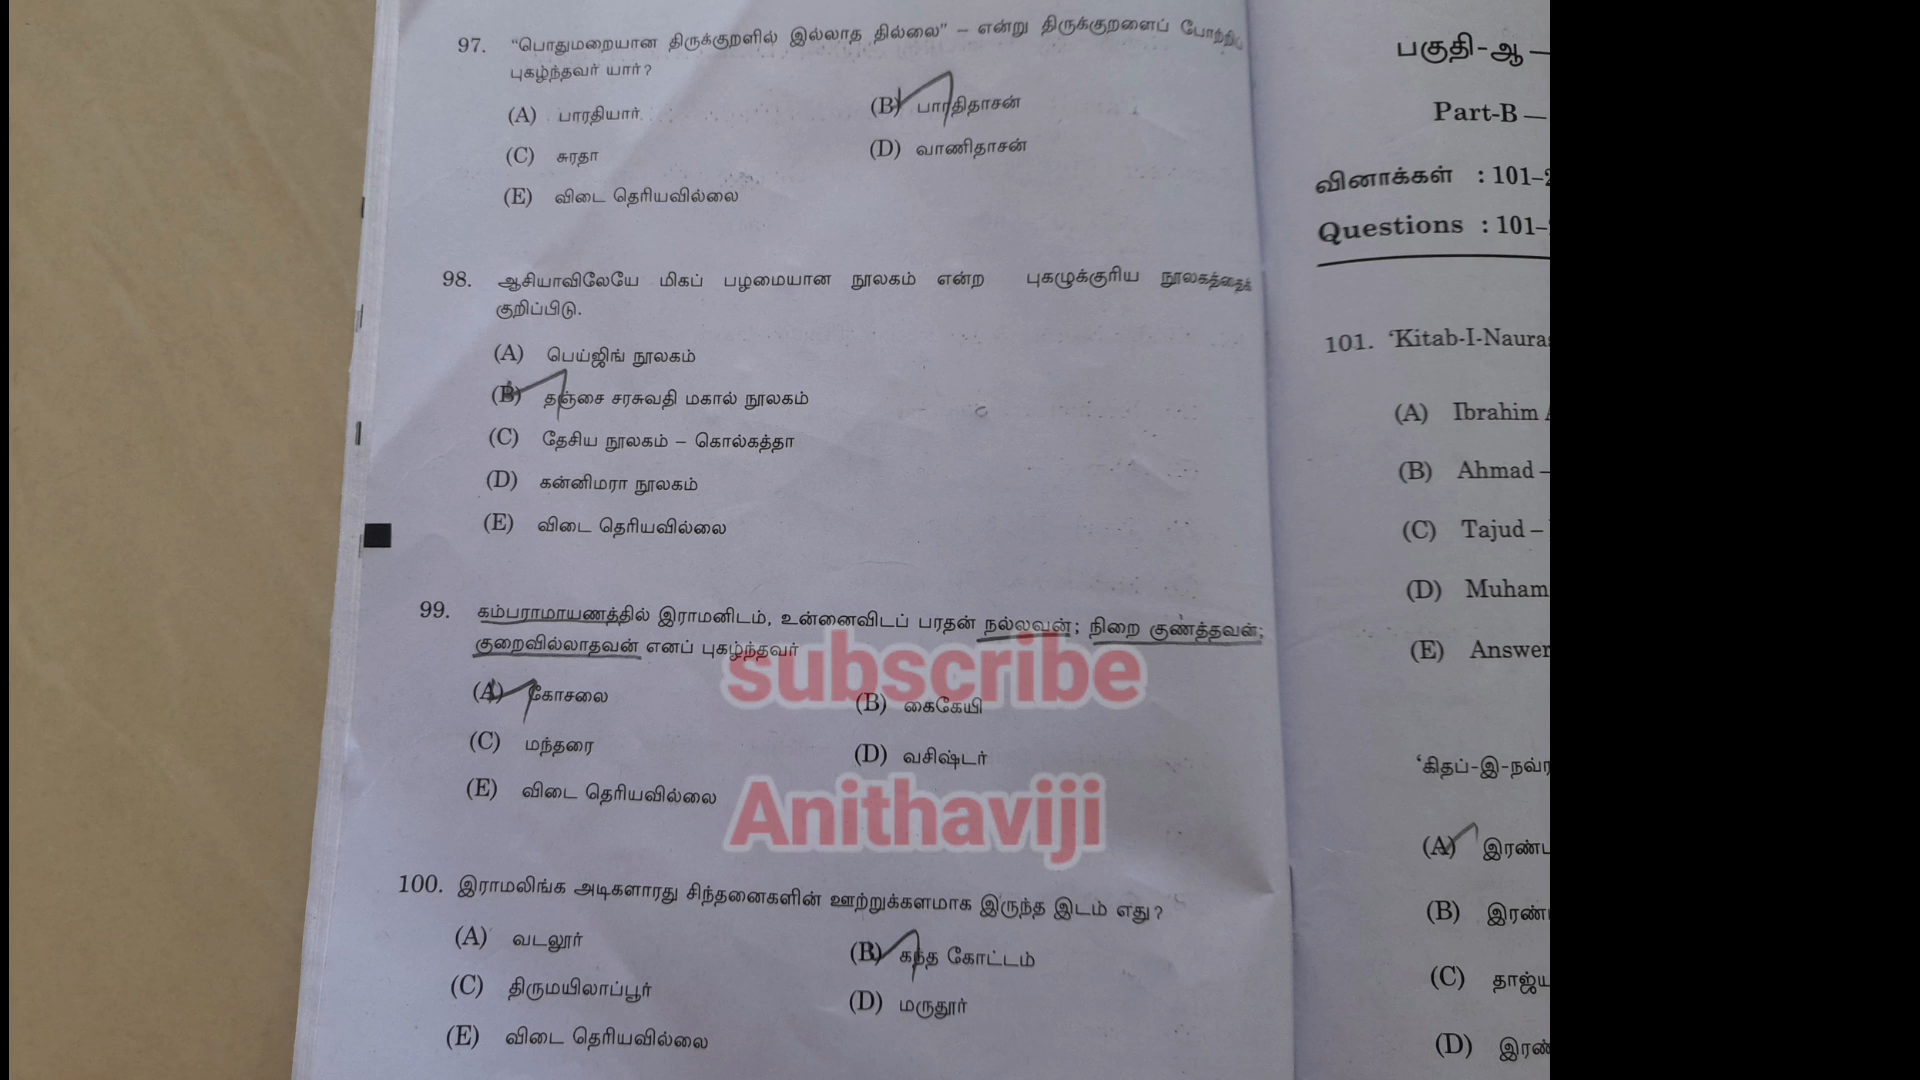 97. “பொதுமறையான திருக்குறளில் இல்லாத தில்லை” – என்று திருக்குறளைப் போற்றி
புகழ்ந்தவர் யார்?
(A) பாரதியார்
(B) பாரதிதாசன்
(C) சுரதா
(D) வாணிதாசன்
(E) விடை தெரியவில்லை
98. ஆசியாவிலேயே மிகப் பழமையான நூலகம் என்ற புகழுக்குரிய நூலகத்தைக்
குறிப்பிடு.
(A) பெய்ஜிங் நூலகம்
(B) தஞ்சை சரசுவதி மகால் நூலகம்
(C) தேசிய நூலகம் – கொல்கத்தா
(D) கன்னிமரா நூலகம்
(E) விடை தெரியவில்லை
99. கம்பராமாயணத்தில் இராமனிடம், உன்னைவிடப் பரதன் நல்லவன்; நிறை குணத்தவன்;
குறைவில்லாதவன் எனப் புகழ்ந்தவர்
(A) கோசலை
(B) கைகேயி
(C) மந்தரை
(D) வசிஷ்டர்
(E) விடை தெரியவில்லை
100. இராமலிங்க அடிகளாரது சிந்தனைகளின் ஊற்றுக்களமாக இருந்த இடம் எது?
(A) வடலூர்
(B) கந்த கோட்டம்
(C) திருமயிலாப்பூர்
(D) மருதூர்
(E) விடை தெரியவில்லை
subscribe
Anithaviji
பகுதி-ஆ —
Part-B —
வினாக்கள் : 101–
Questions : 101–
101. ‘Kitab-I-Naura
(A) Ibrahim
(B) Ahmad –
(C) Tajud –
(D) Muham
(E) Answer
‘கிதப்-இ-நவ்ர
(A) இரண்ட
(B) இரண்
(C) தாஜ்ய
(D) இரண்